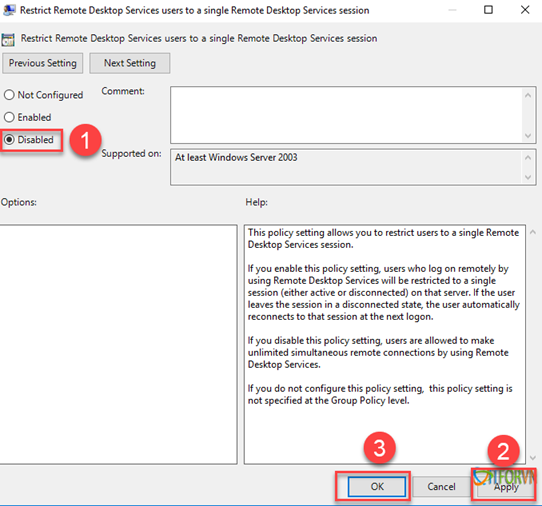 Restrict Remote Desktop Services users to a single Remote Desktop Services session
Restrict Remote Desktop Services users to a single Remote Desktop Services session
Previous Setting
Next Setting
Not Configured
Comment:
Enabled
Disabled
1
Supported on:
At least Windows Server 2003
Options:
Help:
This policy setting allows you to restrict users to a single Remote
Desktop Services session.
If you enable this policy setting, users who log on remotely by
using Remote Desktop Services will be restricted to a single
session (either active or disconnected) on that server. If the user
leaves the session in a disconnected state, the user automatically
reconnects to that session at the next logon.
If you disable this policy setting, users are allowed to make
unlimited simultaneous remote connections by using Remote
Desktop Services.
If you do not configure this policy setting,  this policy setting is
not specified at the Group Policy level.
3
2
OK
Cancel
Apply